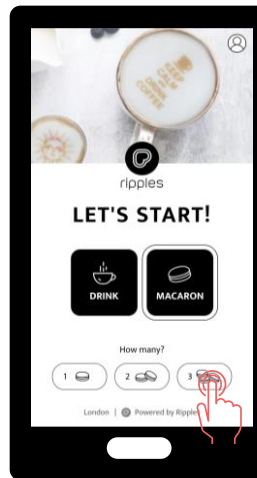 KEEP
CALM
AND
DRINK
COFFEE
ripples
LET'S START!
DRINK
MACARON
How many?
1
2
3
London | Powered by Ripples